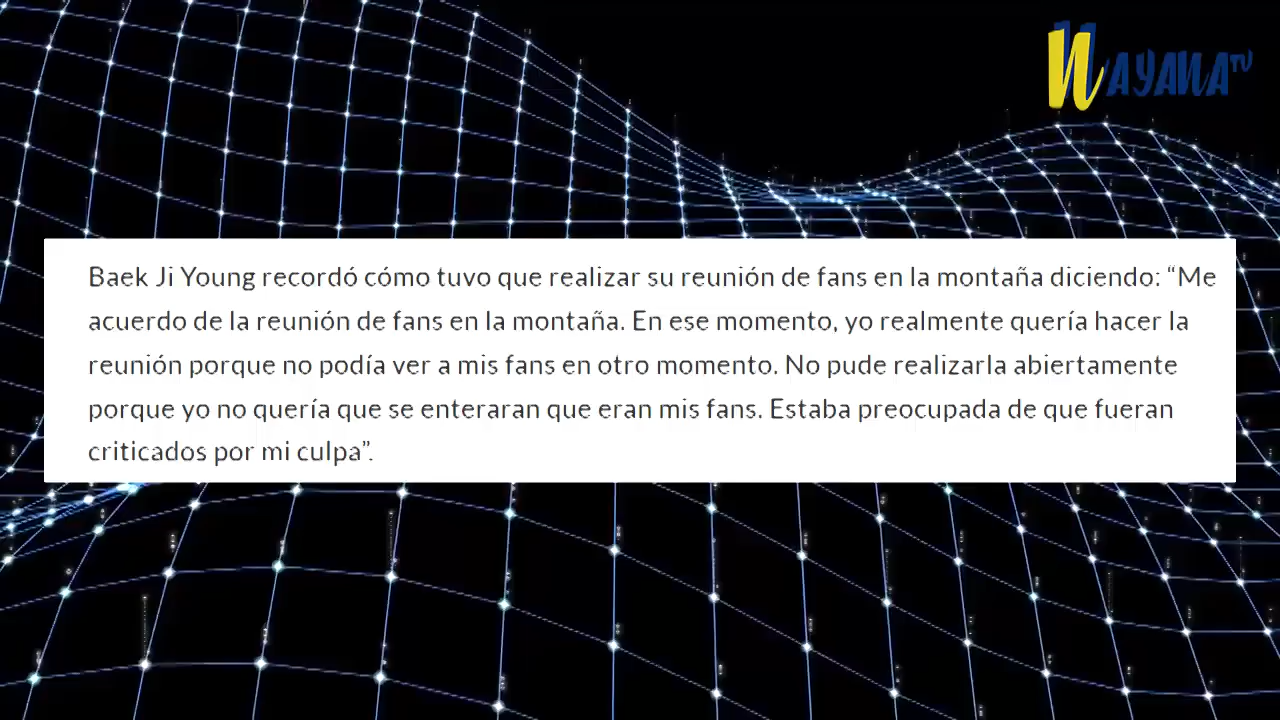 NAYANA TV
Baek Ji Young recordó cómo tuvo que realizar su reunión de fans en la montaña diciendo: “Me
acuerdo de la reunión de fans en la montaña. En ese momento, yo realmente quería hacer la
reunión porque no podía ver a mis fans en otro momento. No pude realizarla abiertamente
porque yo no quería que se enteraran que eran mis fans. Estaba preocupada de que fueran
criticados por mi culpa”.